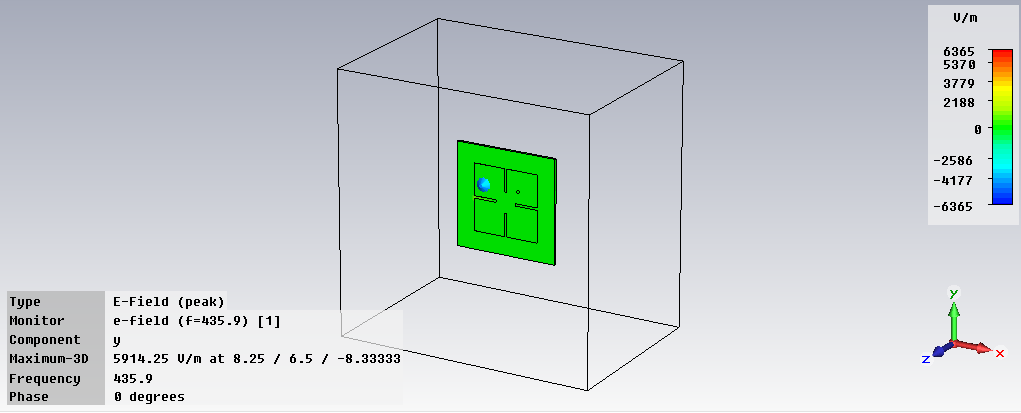 V/m
6365
5370
3779
2188
0
-2586
-4177
-6365
y
x
z
Type E-Field (peak)
Monitor e-field (f=435.9) [1]
Component y
Maximum-3D 5914.25 V/m at 8.25 / 6.5 / -8.33333
Frequency 435.9
Phase 0 degrees